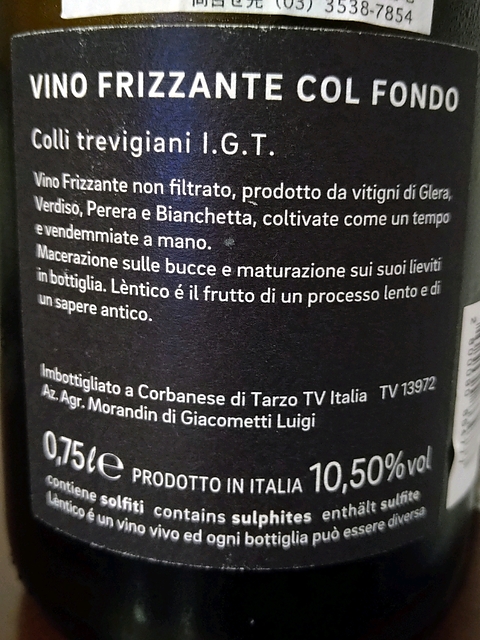 問合せ先 (03) 3538-7854
VINO FRIZZANTE COL FONDO
Colli trevigiani I.G.T.
Vino Frizzante non filtrato, prodotto da vitigni di Glera,
Verdiso, Perera e Bianchetta, coltivate come un tempo
e vendemmiate a mano.
Macerazione sulle bucce e maturazione sui suoi lieviti
in bottiglia. Lèntico é il frutto di un processo lento e di
un sapere antico.
Imbottigliato a Corbanese di Tarzo TV Italia TV 13972
Az. Agr. Morandin di Giacometti Luigi
0,75ℓ℮ PRODOTTO IN ITALIA 10,50%vol
contiene solfiti contains sulphites enthält sulfite
Lèntico é un vino vivo ed ogni bottiglia può essere diversa